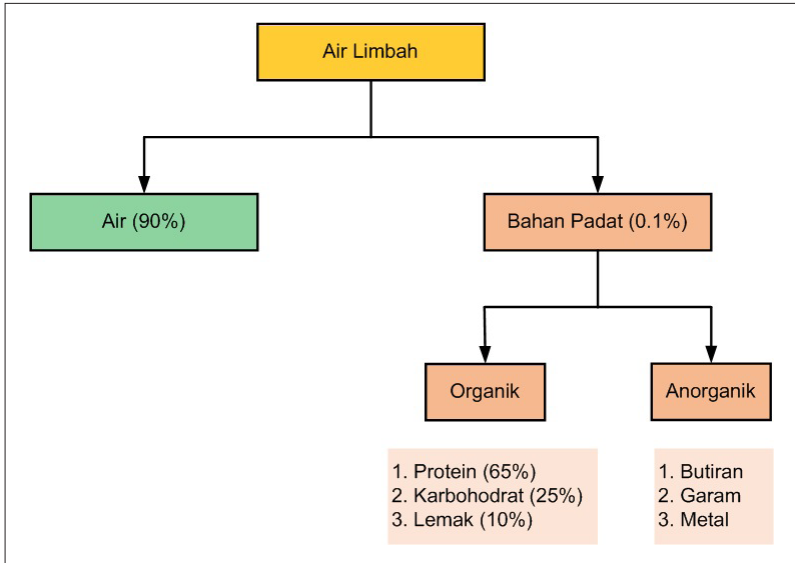 Air Limbah
Air (90%)
Bahan Padat (0.1%)
Organik
Anorganik
1. Protein (65%)
2. Karbohodrat (25%)
3. Lemak (10%)
1. Butiran
2. Garam
3. Metal